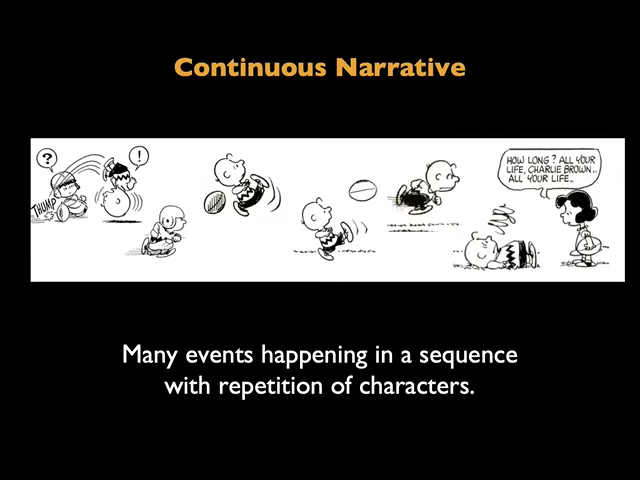 Continuous Narrative
?
!
THUMP
HOW LONG? ALL YOUR
LIFE, CHARLIE BROWN..
ALL YOUR LIFE..
Many events happening in a sequence
with repetition of characters.